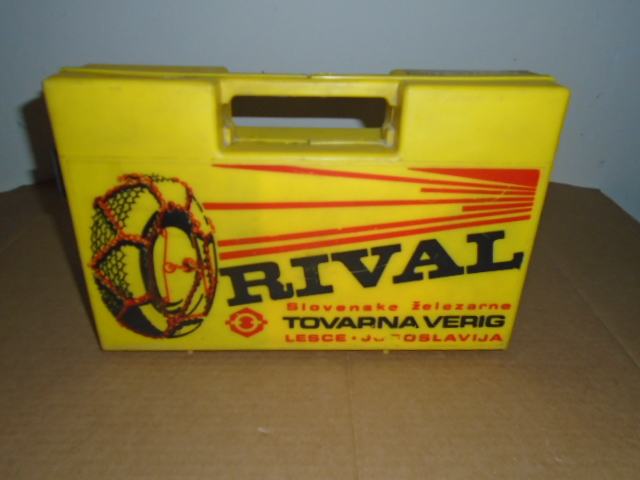 RIVAL
Slovenske železarne
TOVARNA VERIG
LESCE · JUGOSLAVIJA